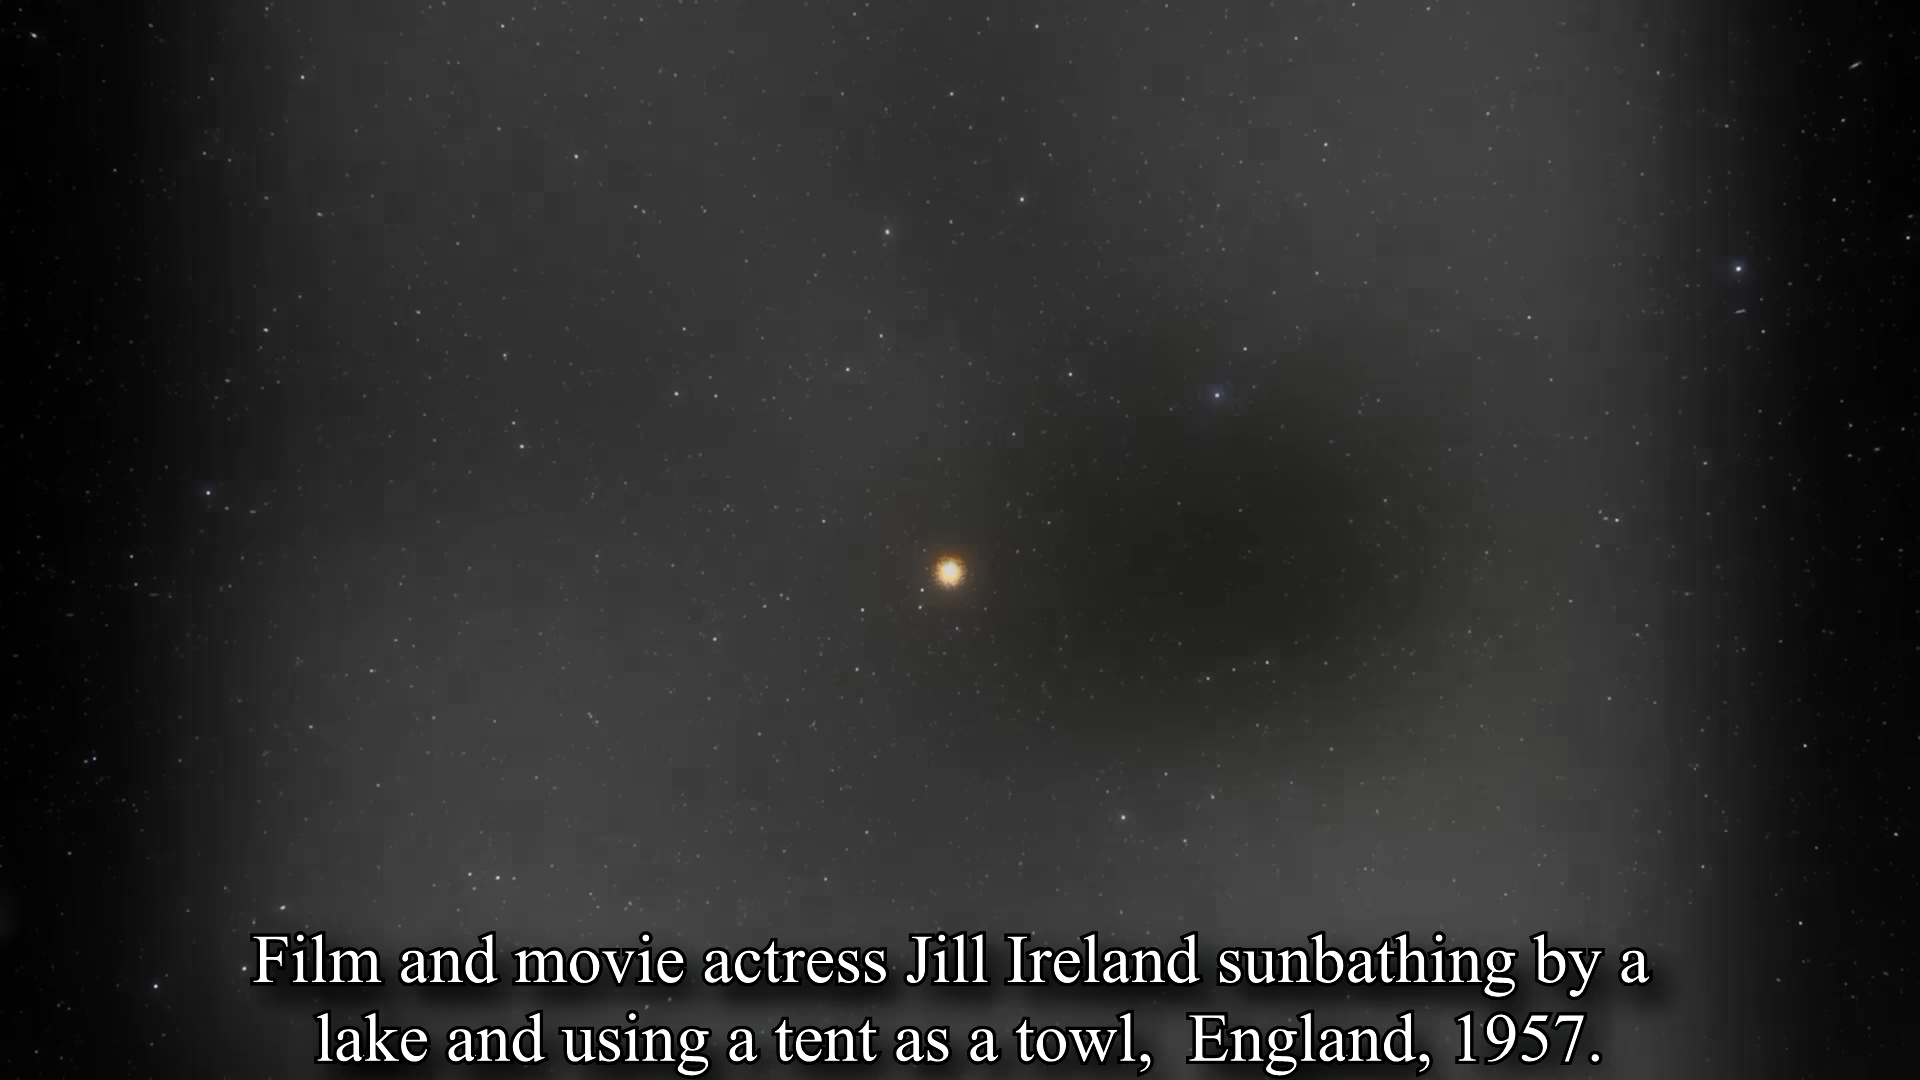 Film and movie actress Jill Ireland sunbathing by a
lake and using a tent as a towl,  England, 1957.